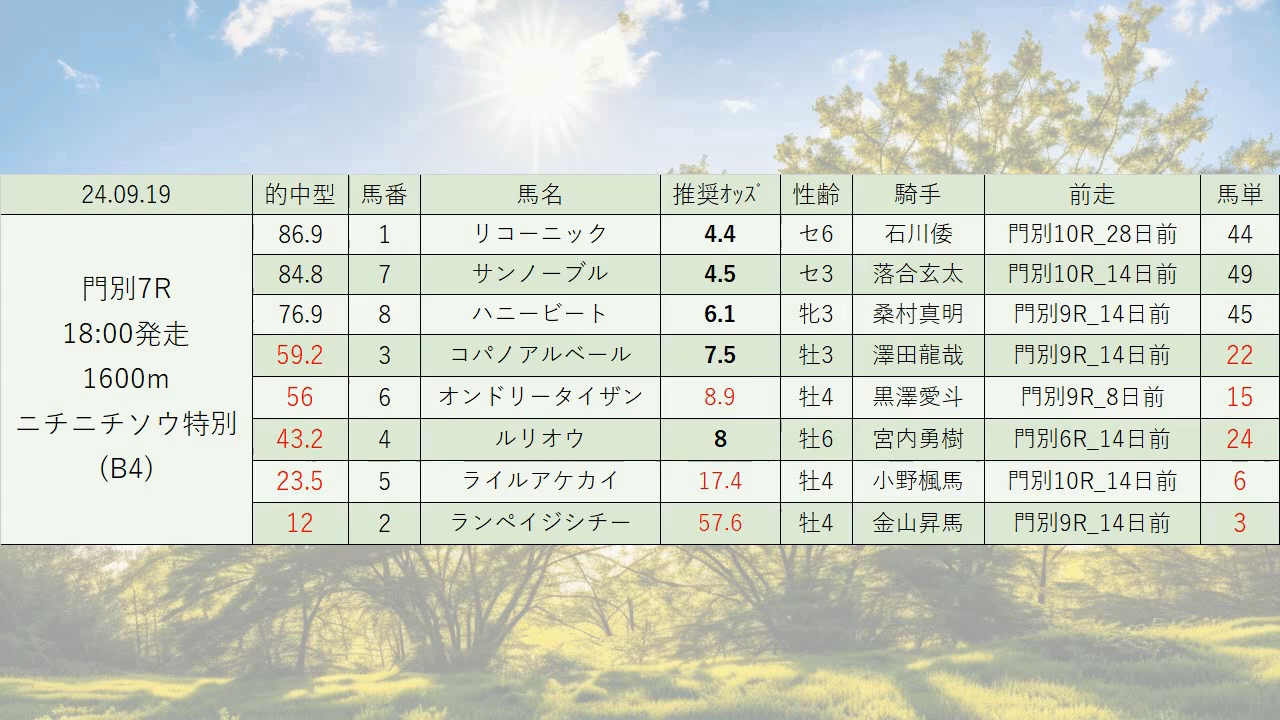 24.09.19 的中型 馬番 馬名 推奨ｵｯｽﾞ 性齢 騎手 前走 馬単
門別7R
18:00発走
1600m
ニチニチソウ特別
(B4)
86.9 1 リコーニック 4.4 セ6 石川倭 門別10R_28日前 44
84.8 7 サンノーブル 4.5 セ3 落合玄太 門別10R_14日前 49
76.9 8 ハニービート 6.1 牝3 桑村真明 門別9R_14日前 45
59.2 3 コパノアルベール 7.5 牡3 澤田龍哉 門別9R_14日前 22
56 6 オンドリータイザン 8.9 牡4 黒澤愛斗 門別9R_8日前 15
43.2 4 ルリオウ 8 牡6 宮内勇樹 門別6R_14日前 24
23.5 5 ライルアケカイ 17.4 牡4 小野楓馬 門別10R_14日前 6
12 2 ランペイジシチー 57.6 牡4 金山昇馬 門別9R_14日前 3